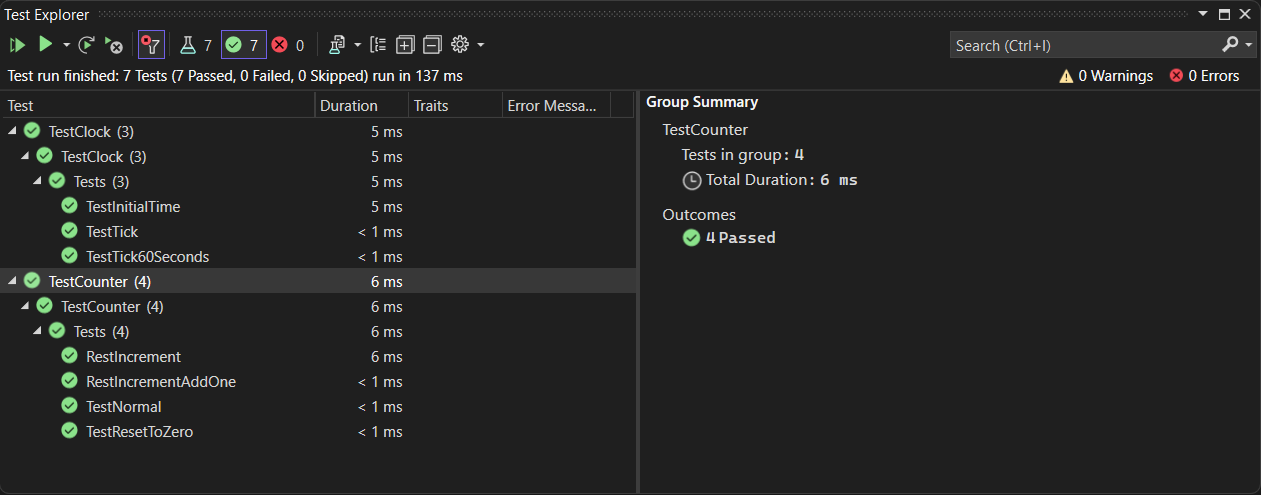 Test Explorer
7 7 0
Search (Ctrl+I)
Test run finished: 7 Tests (7 Passed, 0 Failed, 0 Skipped) run in 137 ms
0 Warnings 0 Errors
Test Duration Traits Error Messa...
TestClock (3) 5 ms
TestClock (3) 5 ms
Tests (3) 5 ms
TestInitialTime 5 ms
TestTick < 1 ms
TestTick60Seconds < 1 ms
TestCounter (4) 6 ms
TestCounter (4) 6 ms
Tests (4) 6 ms
RestIncrement 6 ms
RestIncrementAddOne < 1 ms
TestNormal < 1 ms
TestResetToZero < 1 ms
Group Summary
TestCounter
Tests in group: 4
Total Duration: 6 ms
Outcomes
4 Passed